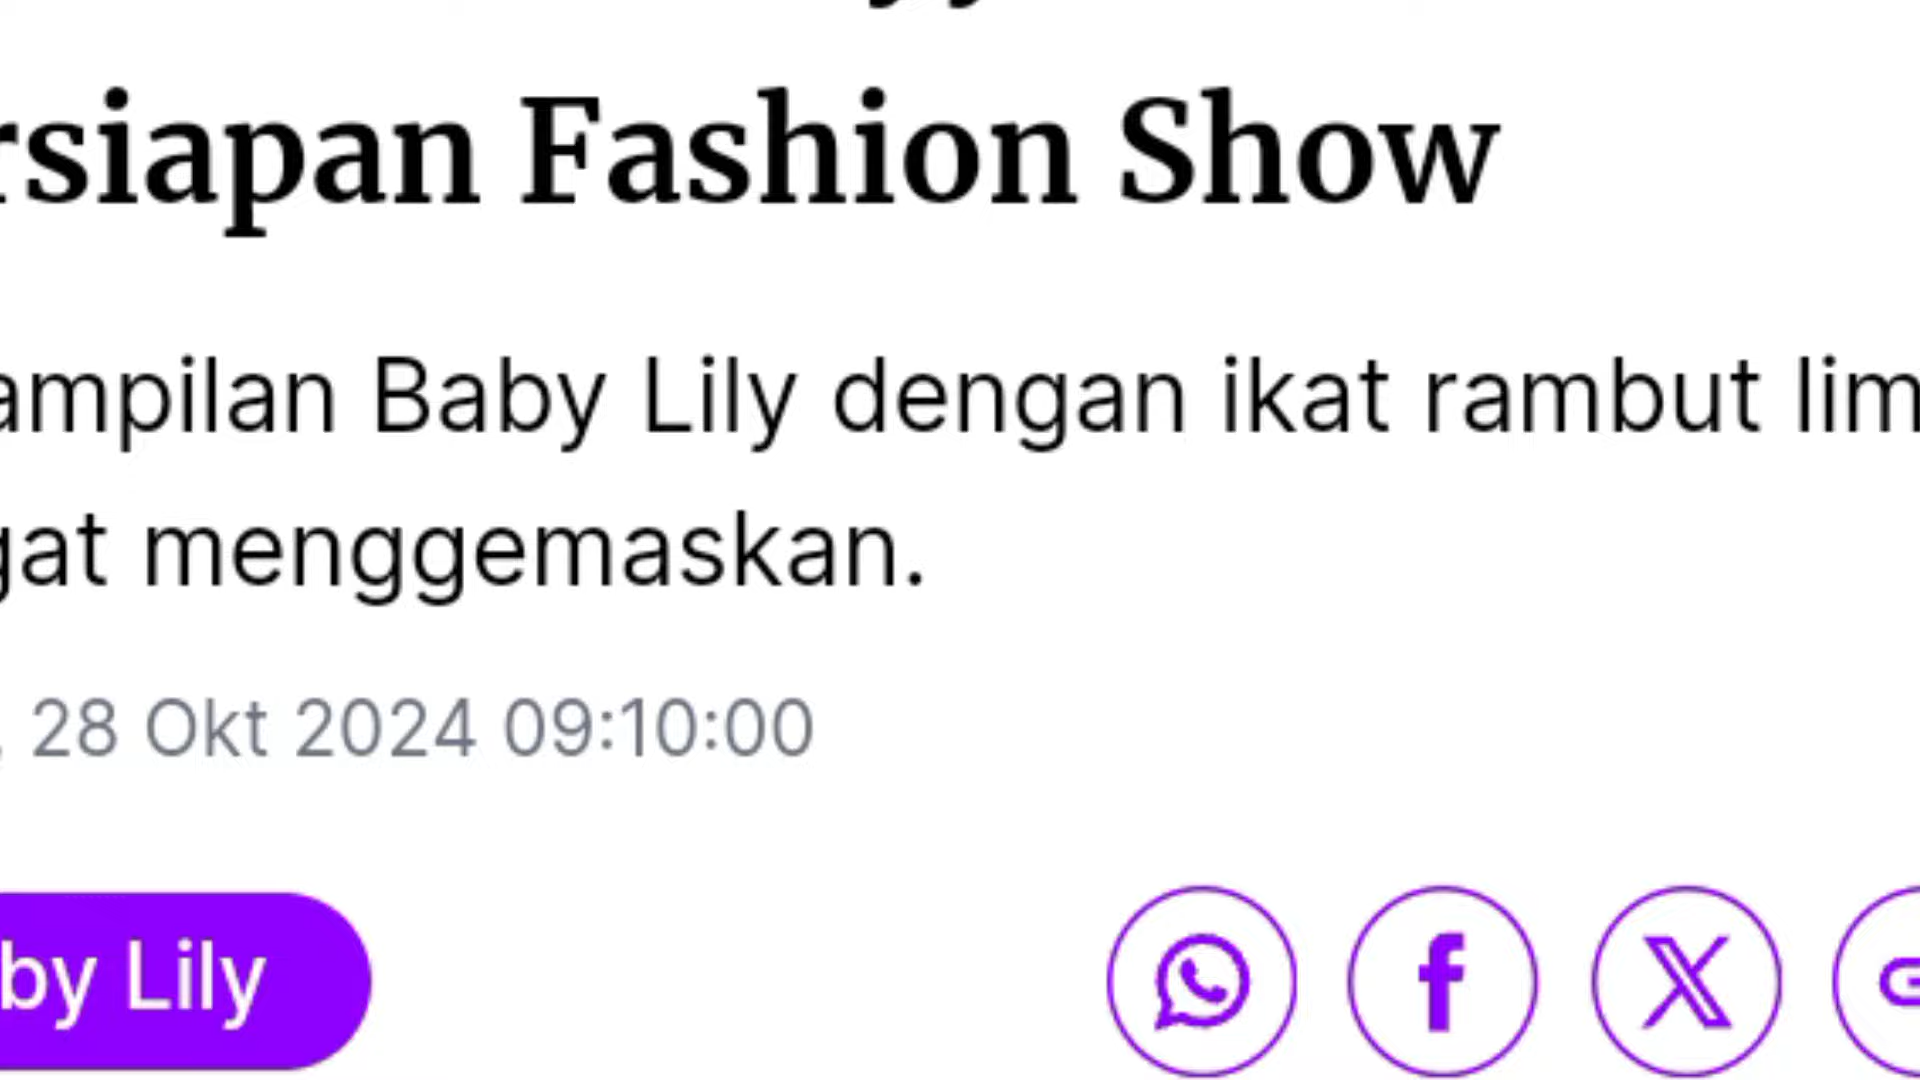 rsiapan Fashion Show
ampilan Baby Lily dengan ikat rambut lim
gat menggemaskan.
, 28 Okt 2024 09:10:00
by Lily